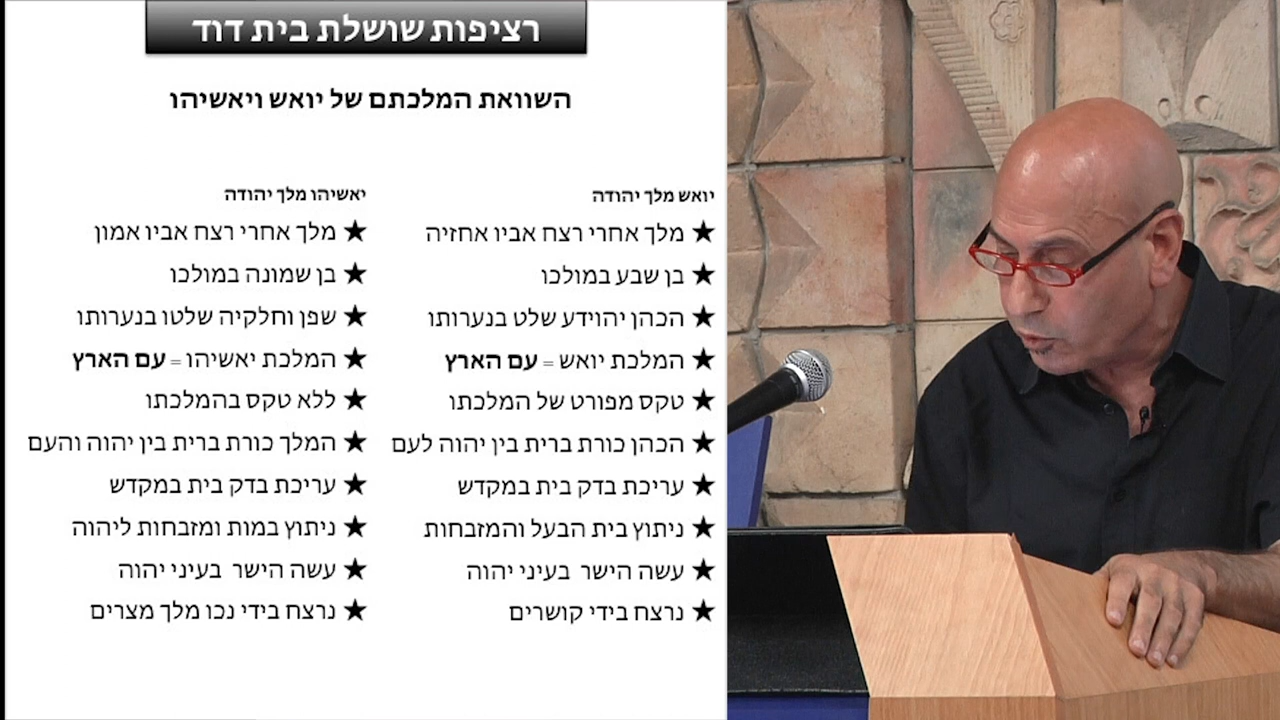 רציפות שושלת בית דוד
השוואת המלכתם של יואש ויאשיהו
יואש מלך יהודה
★ מלך אחרי רצח אביו אחזיה
★ בן שבע במולכו
★ הכהן יהוידע שלט בנערותו
★ המלכת יואש = עם הארץ
★ טקס מפורט של המלכתו
★ הכהן כורת ברית בין יהוה לעם
★ עריכת בדק בית במקדש
★ ניתוץ בית הבעל והמזבחות
★ עשה הישר בעיני יהוה
★ נרצח בידי קושרים
יאשיהו מלך יהודה
★ מלך אחרי רצח אביו אמון
★ בן שמונה במולכו
★ שפן וחלקיה שלטו בנערותו
★ המלכת יאשיהו = עם הארץ
★ ללא טקס בהמלכתו
★ המלך כורת ברית בין יהוה והעם
★ עריכת בדק בית במקדש
★ ניתוץ במות ומזבחות ליהוה
★ עשה הישר בעיני יהוה
★ נרצח בידי נכו מלך מצרים